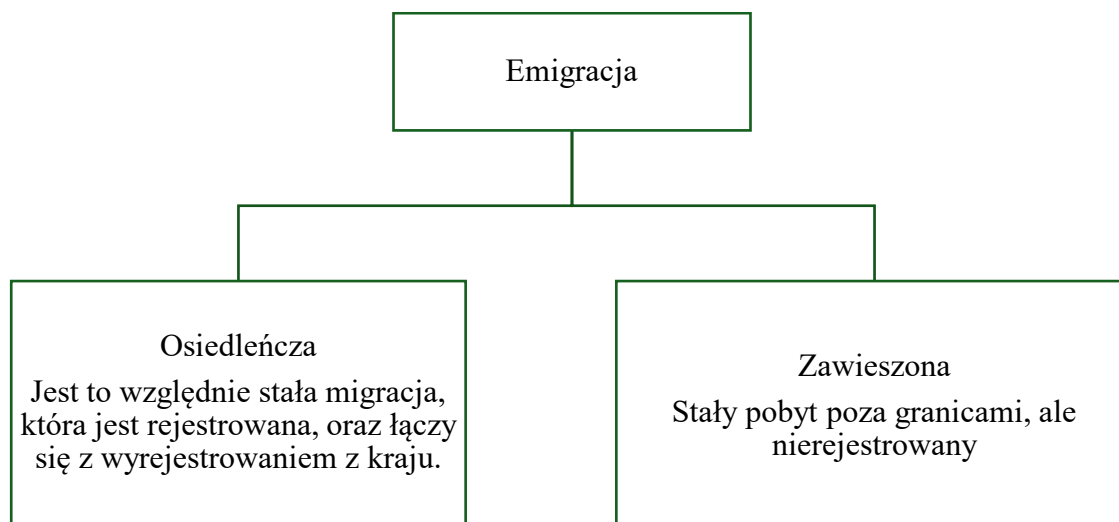 Emigracja
Osiedleńcza
Jest to względnie stała migracja,
która jest rejestrowana, oraz łączy
się z wyrejestrowaniem z kraju.
Zawieszona
Stały pobyt poza granicami, ale
nierejestrowany